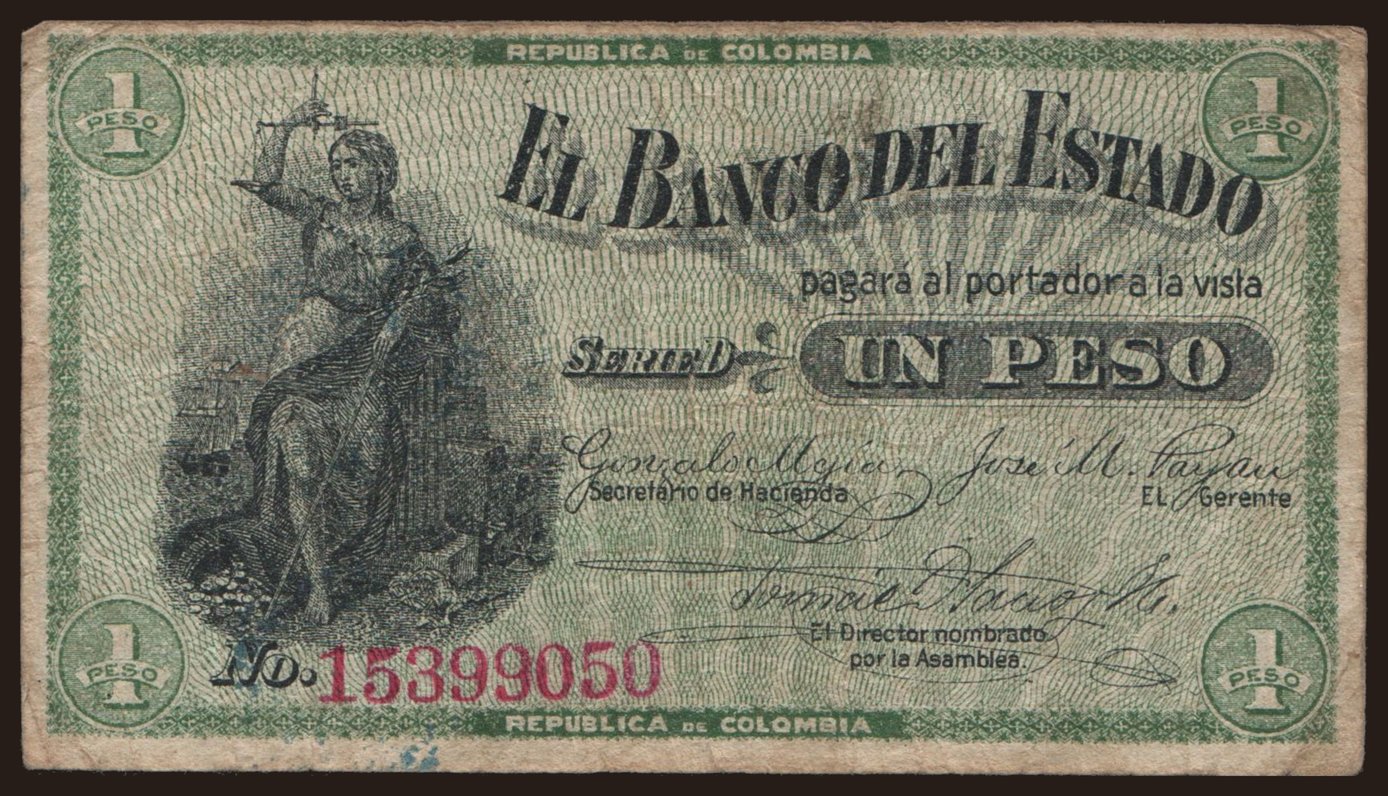 REPUBLICA DE COLOMBIA
1 PESO
1 PESO
EL BANCO DEL ESTADO
pagará al portador a la vista
SERIE D
UN PESO
Gonzalo Mejía
José M. Payán
Secretario de Hacienda
EL Gerente
El Director nombrado
por la Asamblea.
No. 15399050
1 PESO
1 PESO
REPUBLICA DE COLOMBIA